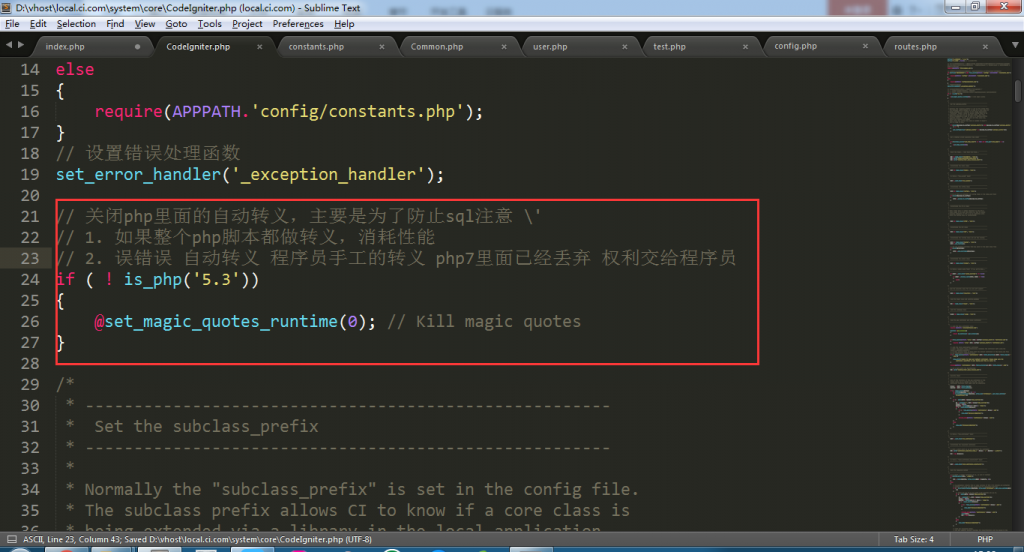 D:\vhost\local.ci.com\system\core\CodeIgniter.php (local.ci.com) - Sublime Text
File Edit Selection Find View Goto Tools Project Preferences Help
index.php CodeIgniter.php constants.php Common.php user.php test.php config.php routes.php
14 else
15 {
16 require(APPPATH.'config/constants.php');
17 }
18 // 设置错误处理函数
19 set_error_handler('_exception_handler');
20
21 // 关闭php里面的自动转义，主要是为了防止sql注意 \'
22 // 1. 如果整个php脚本都做转义，消耗性能
23 // 2. 误错误 自动转义 程序员手工的转义 php7里面已经丢弃 权利交给程序员
24 if ( ! is_php('5.3'))
25 {
26 @set_magic_quotes_runtime(0); // Kill magic quotes
27 }
28
29 /*
30 * ------------------------------------------------------
31 * Set the subclass_prefix
32 * ------------------------------------------------------
33 *
34 * Normally the "subclass_prefix" is set in the config file.
35 * The subclass prefix allows CI to know if a core class is
36 * being extended via a library in the local application
ASCII, Line 23, Column 43; Saved D:\vhost\local.ci.com\system\core\CodeIgniter.php (UTF-8) Tab Size: 4 PHP